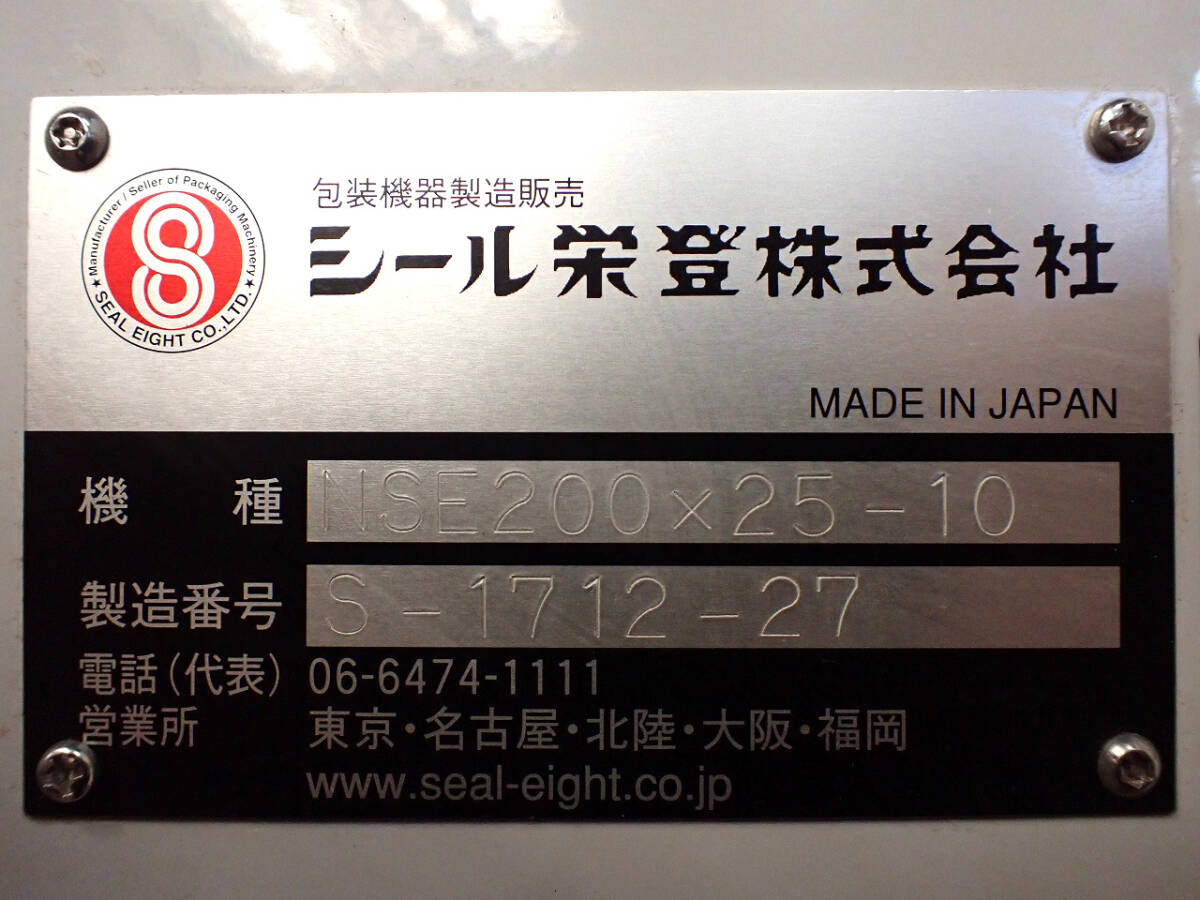 Manufacturer / Seller of Packaging Machinery
★ SEAL EIGHT CO.,LTD. ★
包装機器製造販売
シール栄登株式会社
MADE IN JAPAN
機 種 NSE200×25-10
製造番号 S-1712-27
電話(代表) 06-6474-1111
営業所 東京・名古屋・北陸・大阪・福岡
www.seal-eight.co.jp